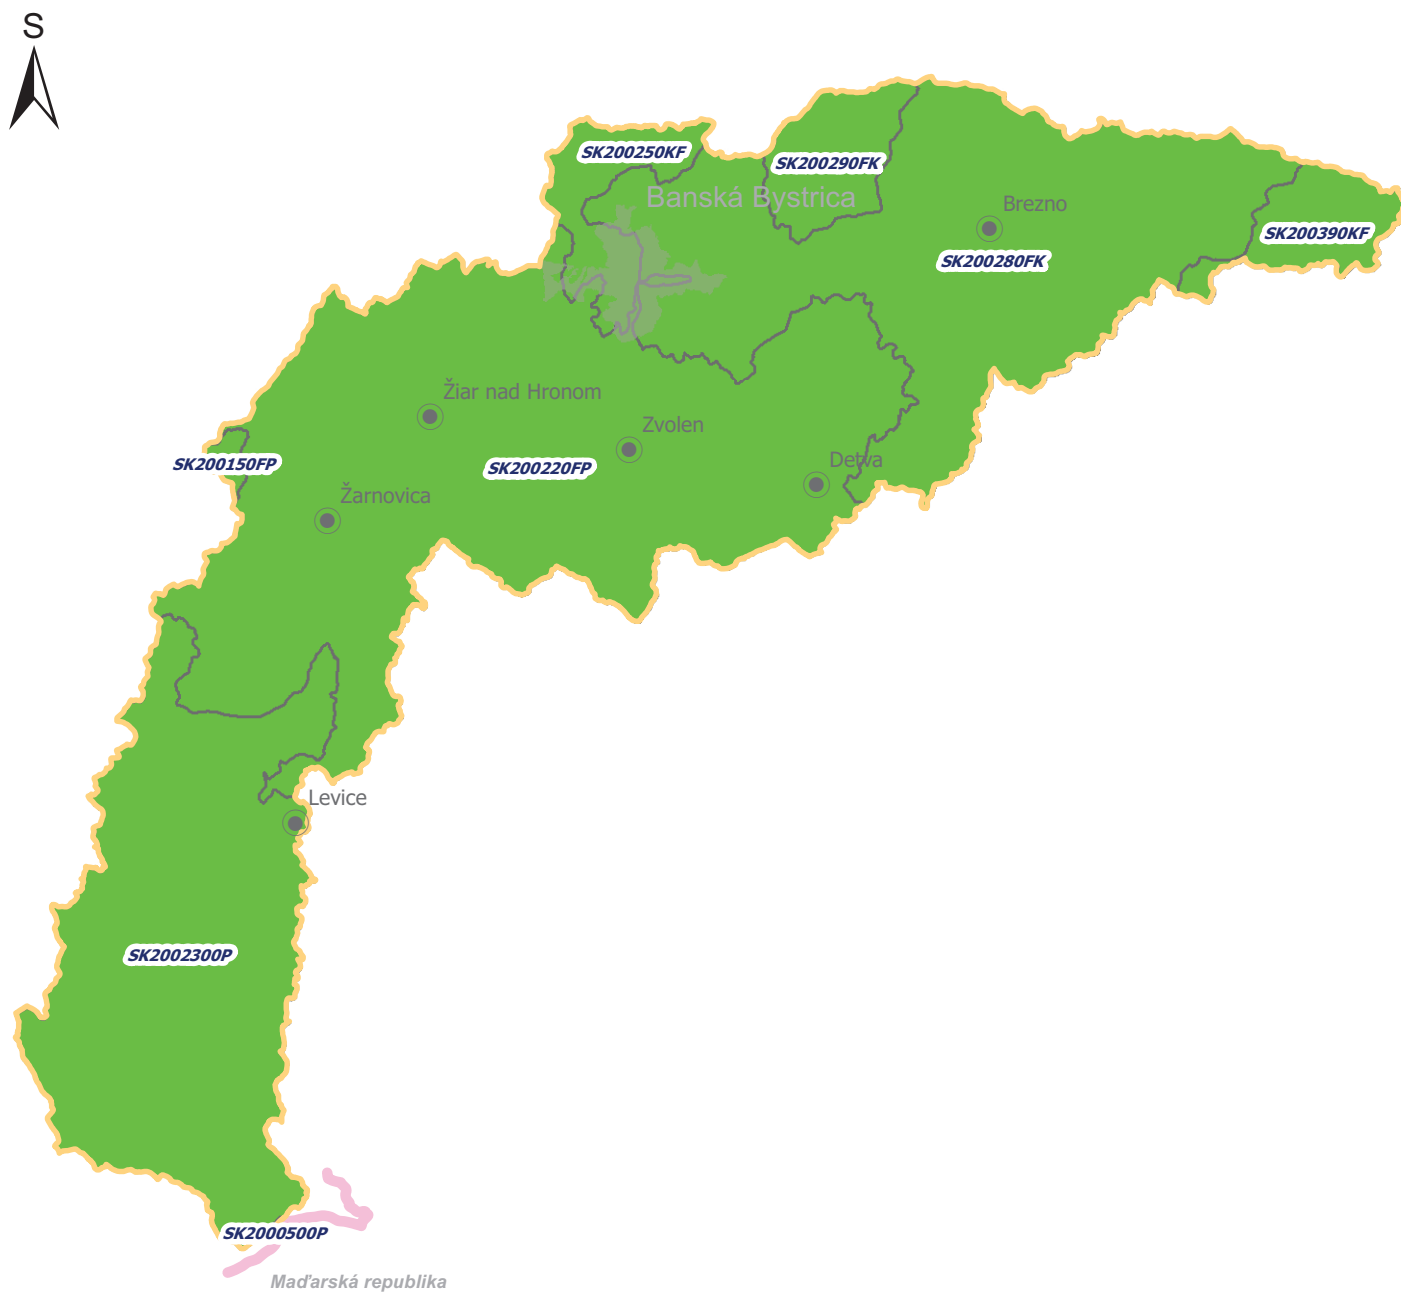 S
SK200250KF
SK200290FK
Banská Bystrica
Brezno
SK200390KF
SK200280FK
Žiar nad Hronom
Zvolen
Detva
SK200150FP
SK200220FP
Žarnovica
Levice
SK2002300P
SK2000500P
Maďarská republika